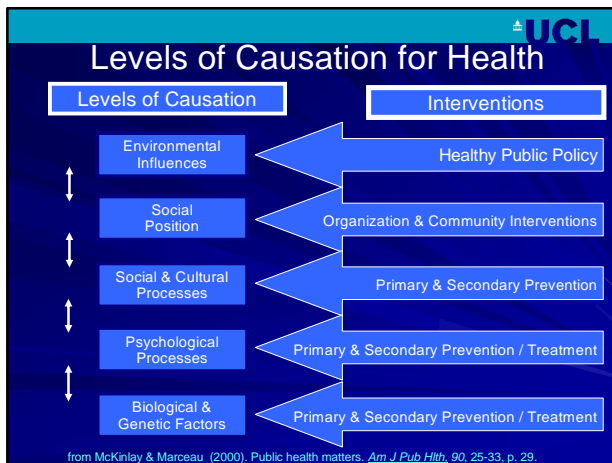 UCL
Levels of Causation for Health
Levels of Causation
Interventions
Environmental
Influences
Healthy Public Policy
Social
Position
Organization & Community Interventions
Social & Cultural
Processes
Primary & Secondary Prevention
Psychological
Processes
Primary & Secondary Prevention / Treatment
Biological &
Genetic Factors
Primary & Secondary Prevention / Treatment
from McKinlay & Marceau (2000). Public health matters. Am J Pub Hlth, 90, 25-33, p. 29.